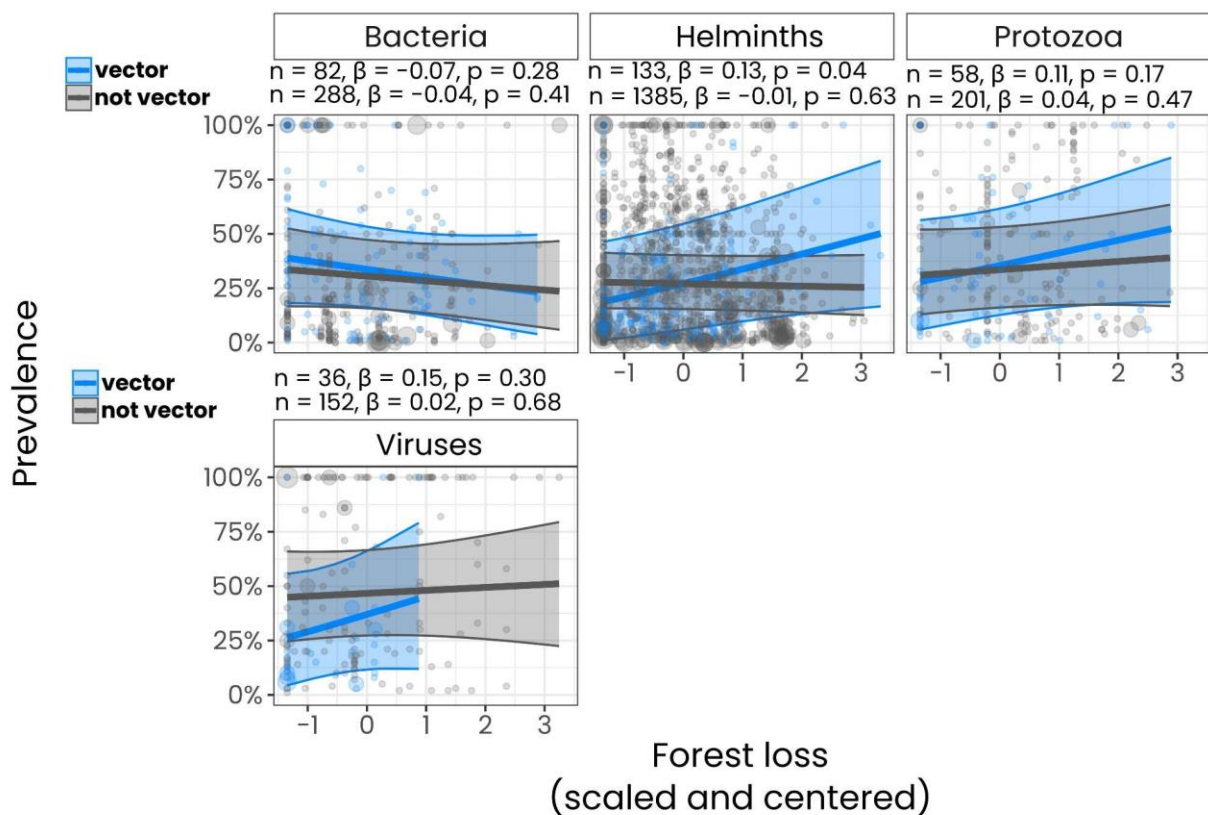 Bacteria
Helminths
Protozoa
vector
not vector
n = 82, β = −0.07, p = 0.28
n = 288, β = −0.04, p = 0.41
n = 133, β = 0.13, p = 0.04
n = 1385, β = −0.01, p = 0.63
n = 58, β = 0.11, p = 0.17
n = 201, β = 0.04, p = 0.47
100%
75%
50%
25%
0%
−1 0 1 2 3
−1 0 1 2 3
Prevalence
vector
not vector
n = 36, β = 0.15, p = 0.30
n = 152, β = 0.02, p = 0.68
Viruses
100%
75%
50%
25%
0%
−1 0 1 2 3
Forest loss
(scaled and centered)